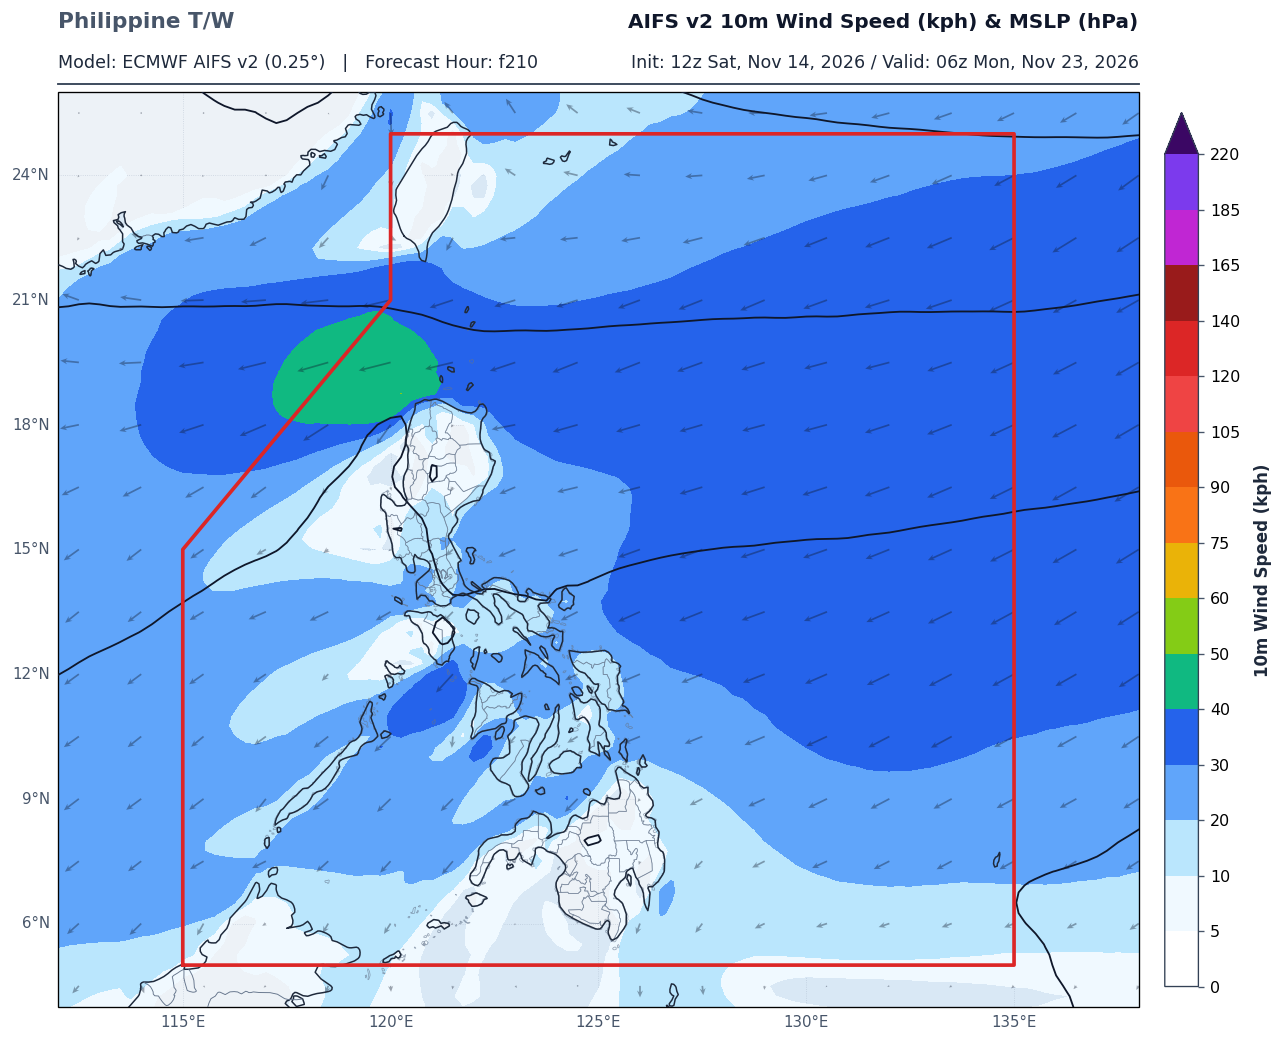 Philippine T/W
AIFS v2 10m Wind Speed (kph) & MSLP (hPa)
Model: ECMWF AIFS v2 (0.25°)   |   Forecast Hour: f210
Init: 12z Sat, Nov 14, 2026 / Valid: 06z Mon, Nov 23, 2026
24°N
21°N
18°N
15°N
12°N
9°N
6°N
115°E
120°E
125°E
130°E
135°E
220
185
165
140
120
105
90
75
60
50
40
30
20
10
5
0
10m Wind Speed (kph)